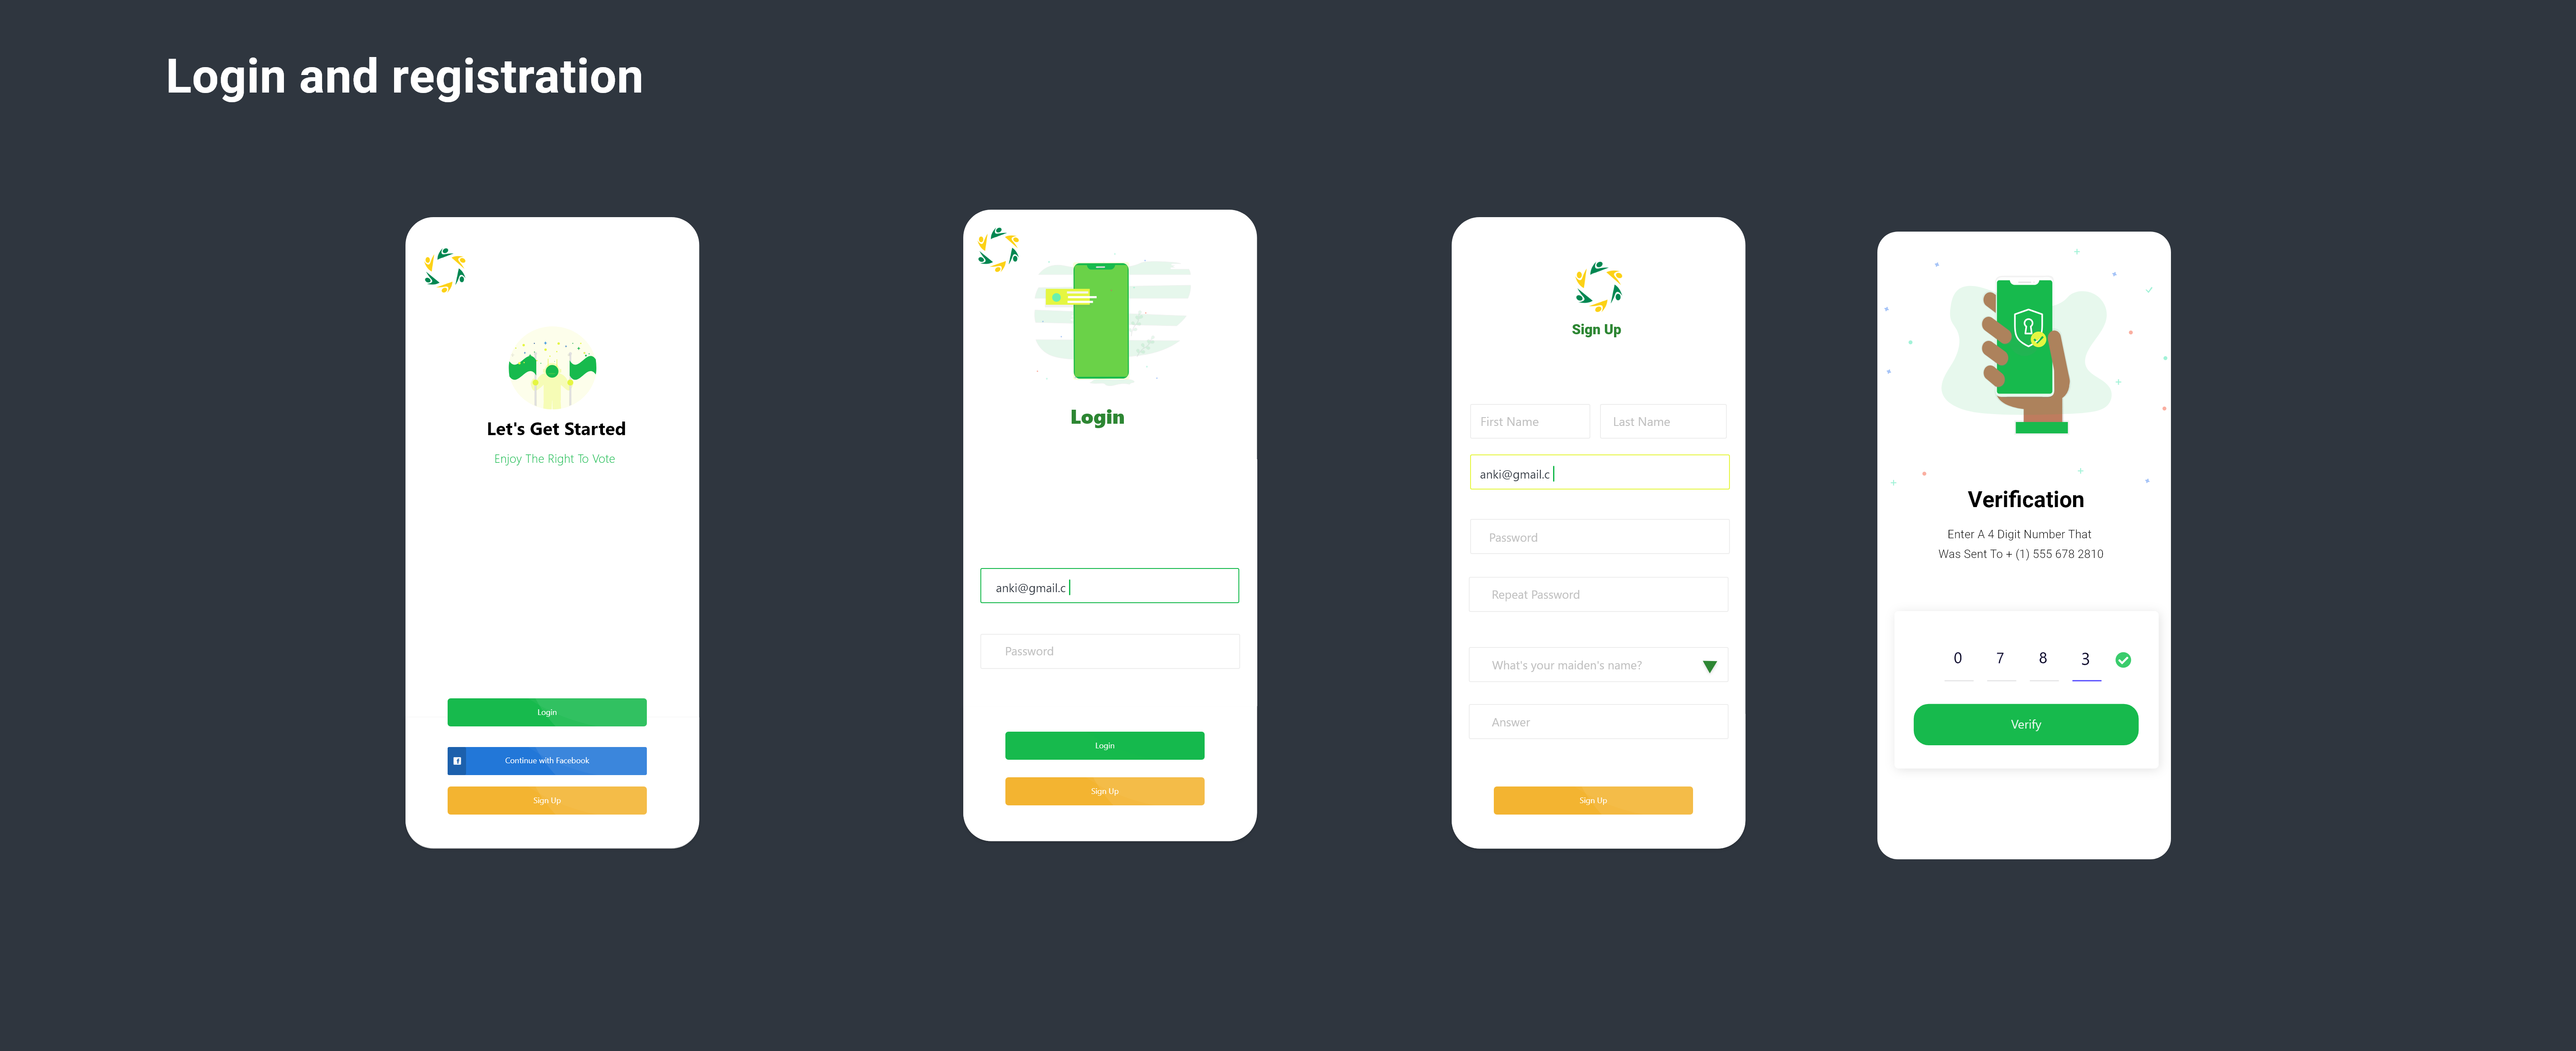 Login and registration
Let's Get Started
Enjoy The Right To Vote
Login
Continue with Facebook
Sign Up
Login
anki@gmail.c
Password
Login
Sign Up
Sign Up
First Name
Last Name
anki@gmail.c
Password
Repeat Password
What's your maiden's name?
Answer
Sign Up
Verification
Enter A 4 Digit Number That
Was Sent To + (1) 555 678 2810
0 7 8 3
Verify